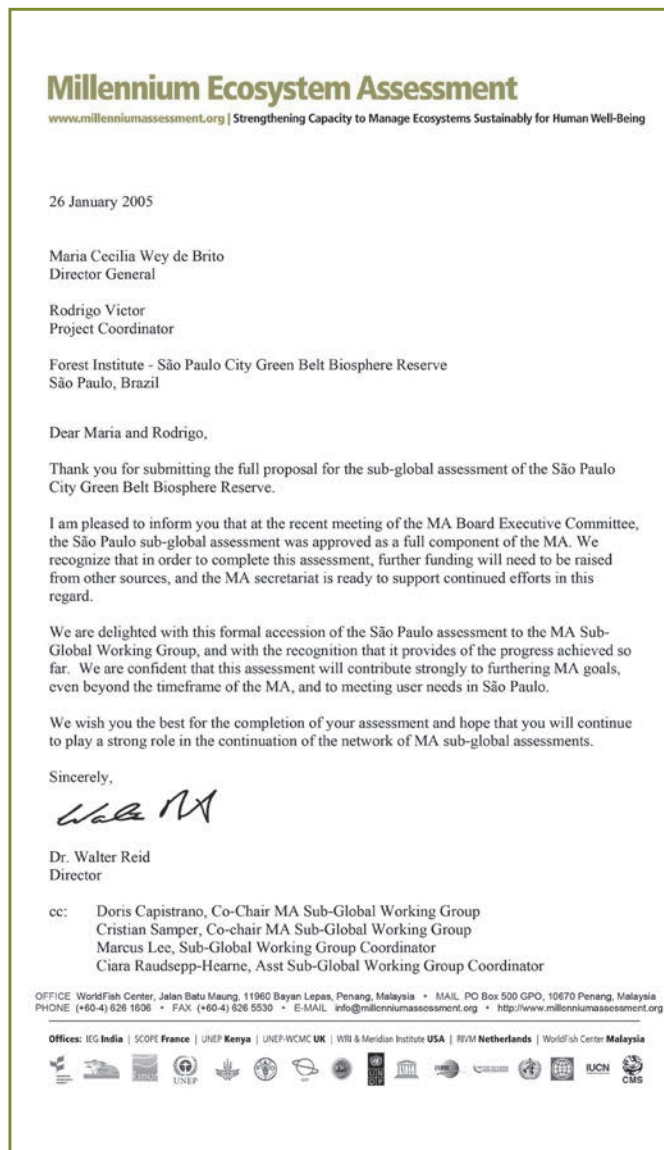 Millennium Ecosystem Assessment
www.millenniumassessment.org | Strengthening Capacity to Manage Ecosystems Sustainably for Human Well-Being
26 January 2005
Maria Cecilia Wey de Brito
Director General
Rodrigo Victor
Project Coordinator
Forest Institute - São Paulo City Green Belt Biosphere Reserve
São Paulo, Brazil
Dear Maria and Rodrigo,
Thank you for submitting the full proposal for the sub-global assessment of the São Paulo
City Green Belt Biosphere Reserve.
I am pleased to inform you that at the recent meeting of the MA Board Executive Committee,
the São Paulo sub-global assessment was approved as a full component of the MA. We
recognize that in order to complete this assessment, further funding will need to be raised
from other sources, and the MA secretariat is ready to support continued efforts in this
regard.
We are delighted with this formal accession of the São Paulo assessment to the MA Sub-
Global Working Group, and with the recognition that it provides of the progress achieved so
far. We are confident that this assessment will contribute strongly to furthering MA goals,
even beyond the timeframe of the MA, and to meeting user needs in São Paulo.
We wish you the best for the completion of your assessment and hope that you will continue
to play a strong role in the continuation of the network of MA sub-global assessments.
Sincerely,
Dr. Walter Reid
Director
cc: Doris Capistrano, Co-Chair MA Sub-Global Working Group
Cristian Samper, Co-chair MA Sub-Global Working Group
Marcus Lee, Sub-Global Working Group Coordinator
Ciara Raudsepp-Hearne, Asst Sub-Global Working Group Coordinator
OFFICE WorldFish Center, Jalan Batu Maung, 11960 Bayan Lepas, Penang, Malaysia • MAIL PO Box 500 GPO, 10670 Penang, Malaysia
PHONE (+60-4) 626 1606 • FAX (+60-4) 626 5530 • E-MAIL info@millenniumassessment.org • http://www.millenniumassessment.org
Offices: IEG India | SCOPE France | UNEP Kenya | UNEP-WCMC UK | WRI & Meridian Institute USA | RIVM Netherlands | WorldFish Center Malaysia
UNEP
UNDP
IUCN
CMS